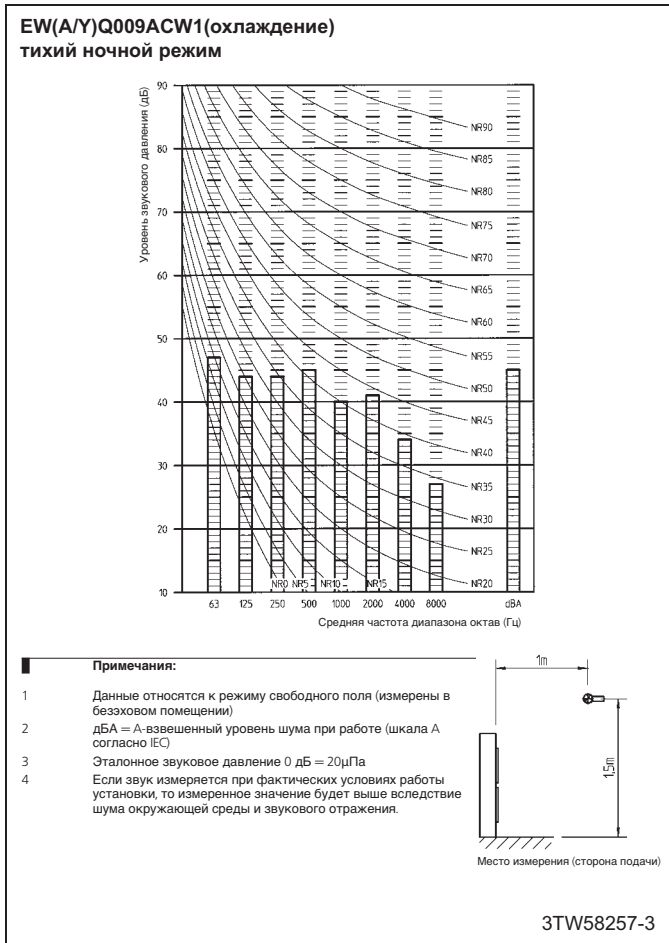 EW(A/Y)Q009ACW1(охлаждение)
тихий ночной режим
Уровень звукового давления (дБ)
90
80
70
60
50
40
30
20
10
NR90
NR85
NR80
NR75
NR70
NR65
NR60
NR55
NR50
NR45
NR40
NR35
NR30
NR25
NR20
NR0 NR5 NR10 NR15
63 125 250 500 1000 2000 4000 8000 dBA
Средняя частота диапазона октав (Гц)
Примечания:
1 Данные относятся к режиму свободного поля (измерены в
безэховом помещении)
2 дБА = А-взвешенный уровень шума при работе (шкала А
согласно IEC)
3 Эталонное звуковое давление 0 дБ = 20µПа
4 Если звук измеряется при фактических условиях работы
установки, то измеренное значение будет выше вследствие
шума окружающей среды и звукового отражения.
1m
1,5m
Место измерения (сторона подачи)
3TW58257-3